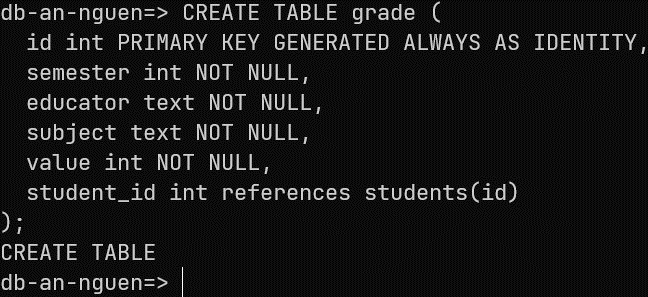 db-an-nguen=> CREATE TABLE grade (
  id int PRIMARY KEY GENERATED ALWAYS AS IDENTITY,
  semester int NOT NULL,
  educator text NOT NULL,
  subject text NOT NULL,
  value int NOT NULL,
  student_id int references students(id)
);
CREATE TABLE
db-an-nguen=>